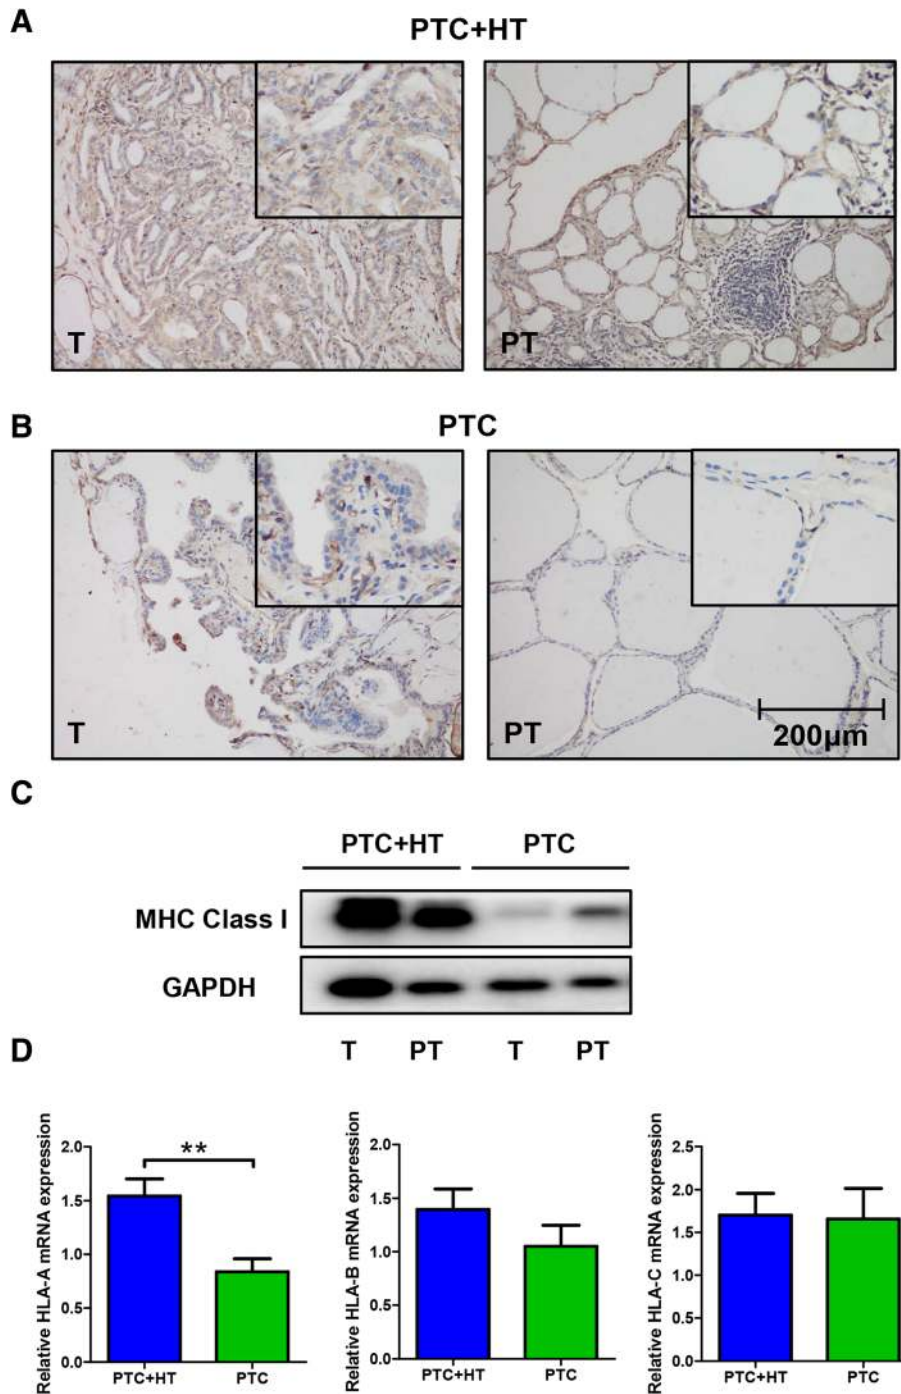 A
PTC+HT
T
PT
B
PTC
T
PT
200µm
C
PTC+HT
PTC
MHC Class I
GAPDH
T
PT
T
PT
D
Relative HLA-A mRNA expression
2.0
1.5
1.0
0.5
0.0
**
PTC+HT
PTC
Relative HLA-B mRNA expression
2.0
1.5
1.0
0.5
0.0
PTC+HT
PTC
Relative HLA-C mRNA expression
2.5
2.0
1.5
1.0
0.5
0.0
PTC+HT
PTC